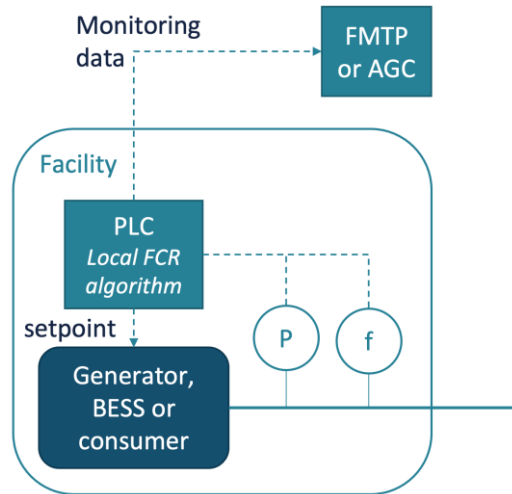 Monitoring
data
FMTP
or AGC
Facility
PLC
Local FCR
algorithm
setpoint
P
f
Generator,
BESS or
consumer